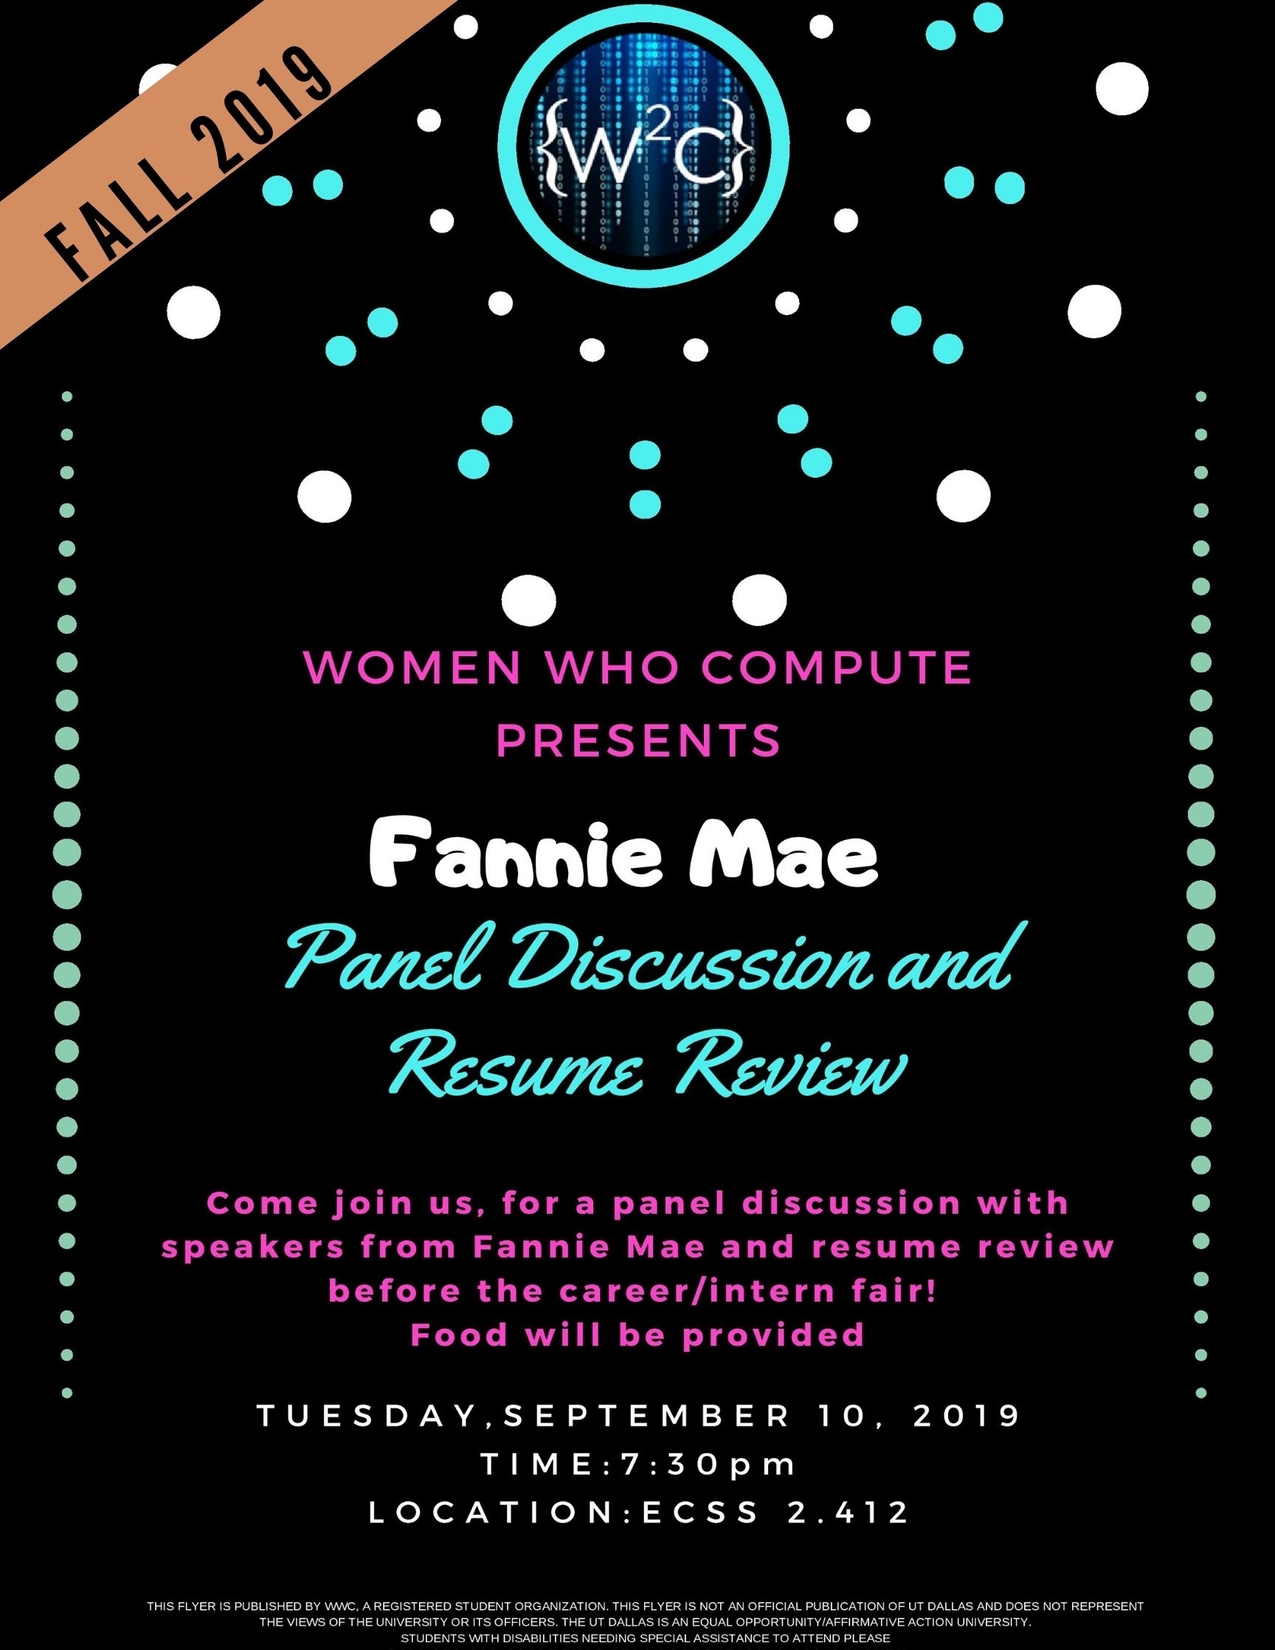 FALL 2019
{W²C}
WOMEN WHO COMPUTE
PRESENTS
Fannie Mae
Panel Discussion and
Resume Review
Come join us, for a panel discussion with
speakers from Fannie Mae and resume review
before the career/intern fair!
Food will be provided
TUESDAY,SEPTEMBER 10, 2019
TIME:7:30pm
LOCATION:ECSS 2.412
THIS FLYER IS PUBLISHED BY WWC, A REGISTERED STUDENT ORGANIZATION. THIS FLYER IS NOT AN OFFICIAL PUBLICATION OF UT DALLAS AND DOES NOT REPRESENT
THE VIEWS OF THE UNIVERSITY OR ITS OFFICERS. THE UT DALLAS IS AN EQUAL OPPORTUNITY/AFFIRMATIVE ACTION UNIVERSITY.
STUDENTS WITH DISABILITIES NEEDING SPECIAL ASSISTANCE TO ATTEND PLEASE